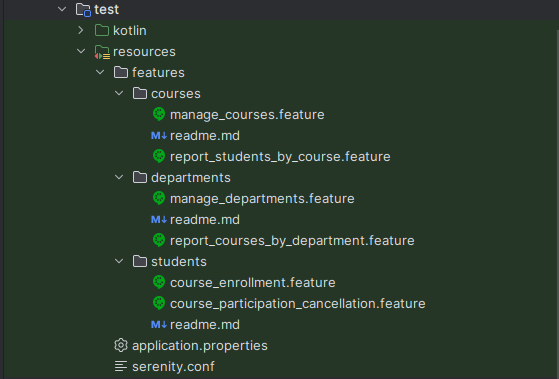 test
kotlin
resources
features
courses
manage_courses.feature
M↓ readme.md
report_students_by_course.feature
departments
manage_departments.feature
M↓ readme.md
report_courses_by_department.feature
students
course_enrollment.feature
course_participation_cancellation.feature
M↓ readme.md
application.properties
serenity.conf